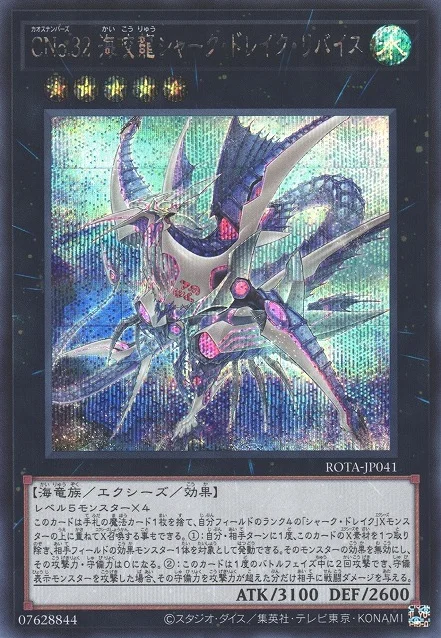 カオスナンバーズ かいこうりゅう
CNo.32 海咬龍シャーク・ドレイク・リバイス
ROTA-JP041
【海竜族/エクシーズ/効果】
レベル5モンスター×4
このカードは手札の魔法カード1枚を捨て、自分フィールドのランク4の「シャーク・ドレイク」Xモンス
ターの上に重ねてX召喚する事もできる。①:自分・相手ターンに1度、このカードのX素材を1つ取り
除き、相手フィールドの効果モンスター1体を対象として発動できる。そのモンスターの効果を無効にし、
その攻撃力・守備力は0になる。②:このカードは1度のバトルフェイズ中に2回攻撃でき、守備
表示モンスターを攻撃した場合、その守備力を攻撃力が超えた分だけ相手に戦闘ダメージを与える。
ATK/3100 DEF/2600
07628844
©スタジオ・ダイス/集英社・テレビ東京・KONAMI